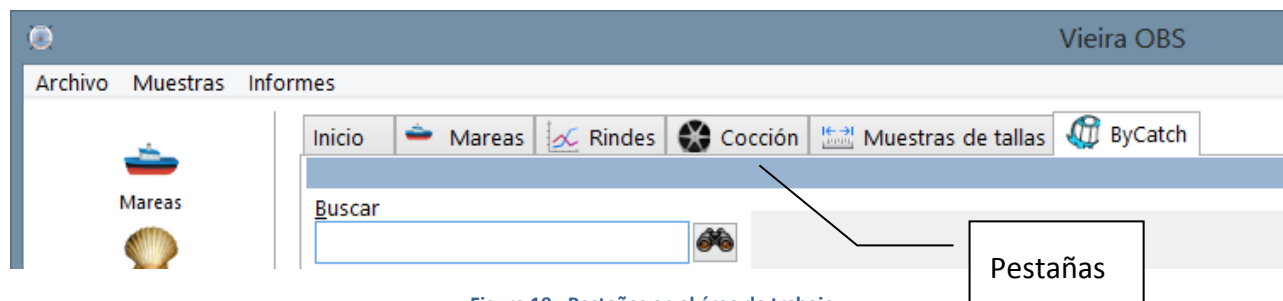 Vieira OBS
Archivo Muestras Informes
Inicio Mareas Rindes Cocción Muestras de tallas ByCatch
Mareas
Buscar
Pestañas